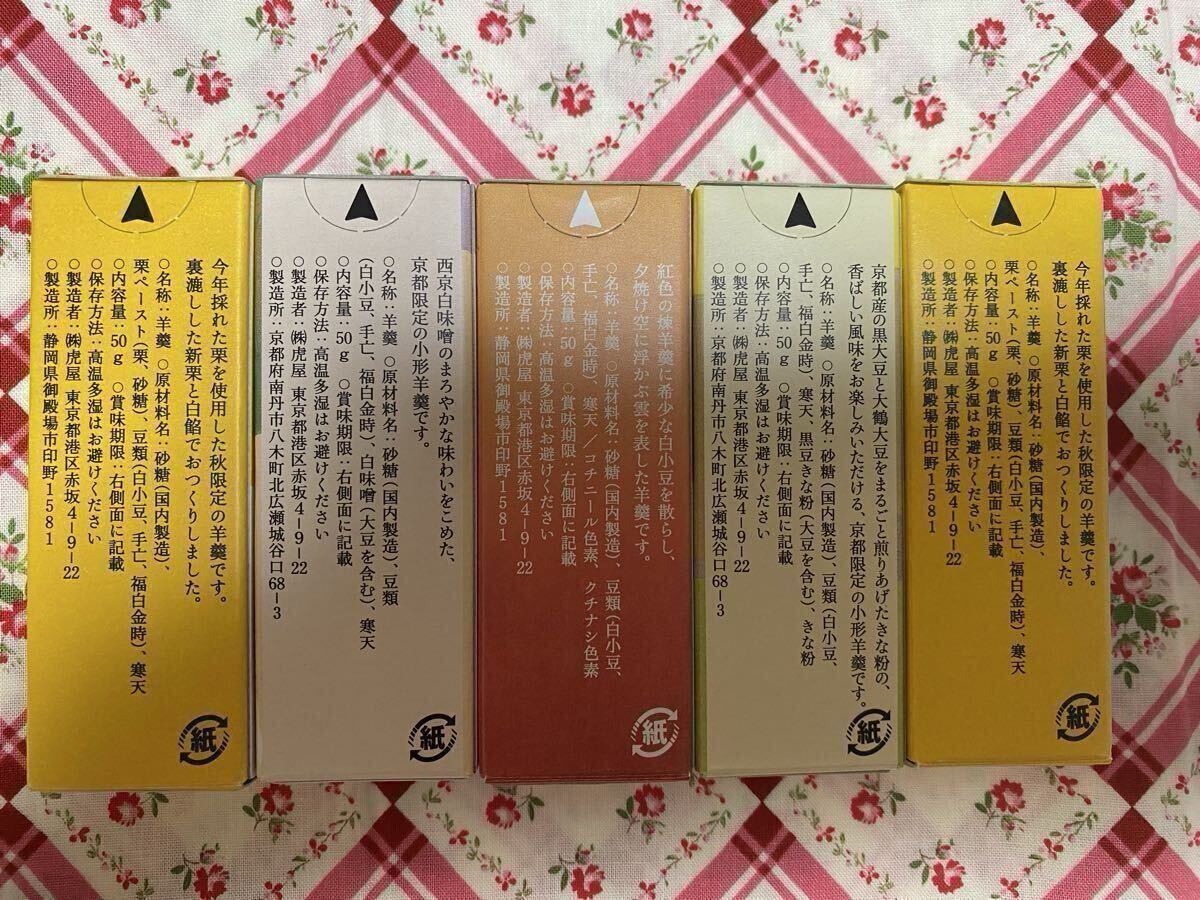 今年採れた栗を使用した秋限定の羊羹です。
裏漉しした新栗と白餡でおつくりしました。
○名称:羊羹 ○原材料名:砂糖(国内製造)、
栗ペースト(栗、砂糖)、豆類(白小豆、手亡、福白金時)、寒天
○内容量:50g ○賞味期限:右側面に記載
○保存方法:高温多湿はお避けください
○製造者:㈱虎屋 東京都港区赤坂4-9-22
○製造所:静岡県御殿場市印野1581
紙
西京白味噌のまろやかな味わいをこめた、
京都限定の小形羊羹です。
○名称:羊羹 ○原材料名:砂糖(国内製造)、豆類
(白小豆、手亡、福白金時)、白味噌(大豆を含む)、寒天
○内容量:50g ○賞味期限:右側面に記載
○保存方法:高温多湿はお避けください
○製造者:㈱虎屋 東京都港区赤坂4-9-22
○製造所:京都府南丹市八木町北広瀬城谷口68-3
紙
紅色の煉羊羹に希少な白小豆を散らし、
夕焼け空に浮かぶ雲を表した羊羹です。
○名称:羊羹 ○原材料名:砂糖(国内製造)、豆類(白小豆、
手亡、福白金時)、寒天/コチニール色素、クチナシ色素
○内容量:50g ○賞味期限:右側面に記載
○保存方法:高温多湿はお避けください
○製造者:㈱虎屋 東京都港区赤坂4-9-22
○製造所:静岡県御殿場市印野1581
紙
京都産の黒大豆と大鶴大豆をまるごと煎りあげたきな粉の、
香ばしい風味をお楽しみいただける、京都限定の小形羊羹です。
○名称:羊羹 ○原材料名:砂糖(国内製造)、豆類(白小豆、
手亡、福白金時)、寒天、黒豆きな粉(大豆を含む)、きな粉
○内容量:50g ○賞味期限:右側面に記載
○保存方法:高温多湿はお避けください
○製造者:㈱虎屋 東京都港区赤坂4-9-22
○製造所:京都府南丹市八木町北広瀬城谷口68-3
紙
今年採れた栗を使用した秋限定の羊羹です。
裏漉しした新栗と白餡でおつくりしました。
○名称:羊羹 ○原材料名:砂糖(国内製造)、
栗ペースト(栗、砂糖)、豆類(白小豆、手亡、福白金時)、寒天
○内容量:50g ○賞味期限:右側面に記載
○保存方法:高温多湿はお避けください
○製造者:㈱虎屋 東京都港区赤坂4-9-22
○製造所:静岡県御殿場市印野1581
紙